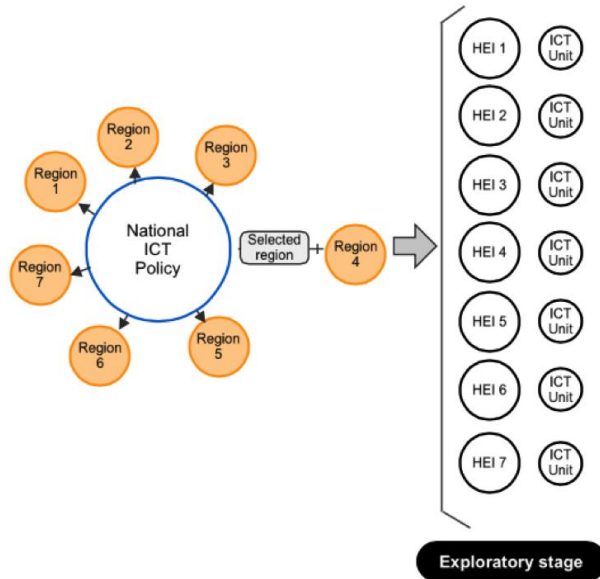 Region
1
Region
2
Region
3
National
ICT
Policy
Selected
region
Region
4
Region
5
Region
6
Region
7
HEI 1
ICT
Unit
HEI 2
ICT
Unit
HEI 3
ICT
Unit
HEI 4
ICT
Unit
HEI 5
ICT
Unit
HEI 6
ICT
Unit
HEI 7
ICT
Unit
Exploratory stage